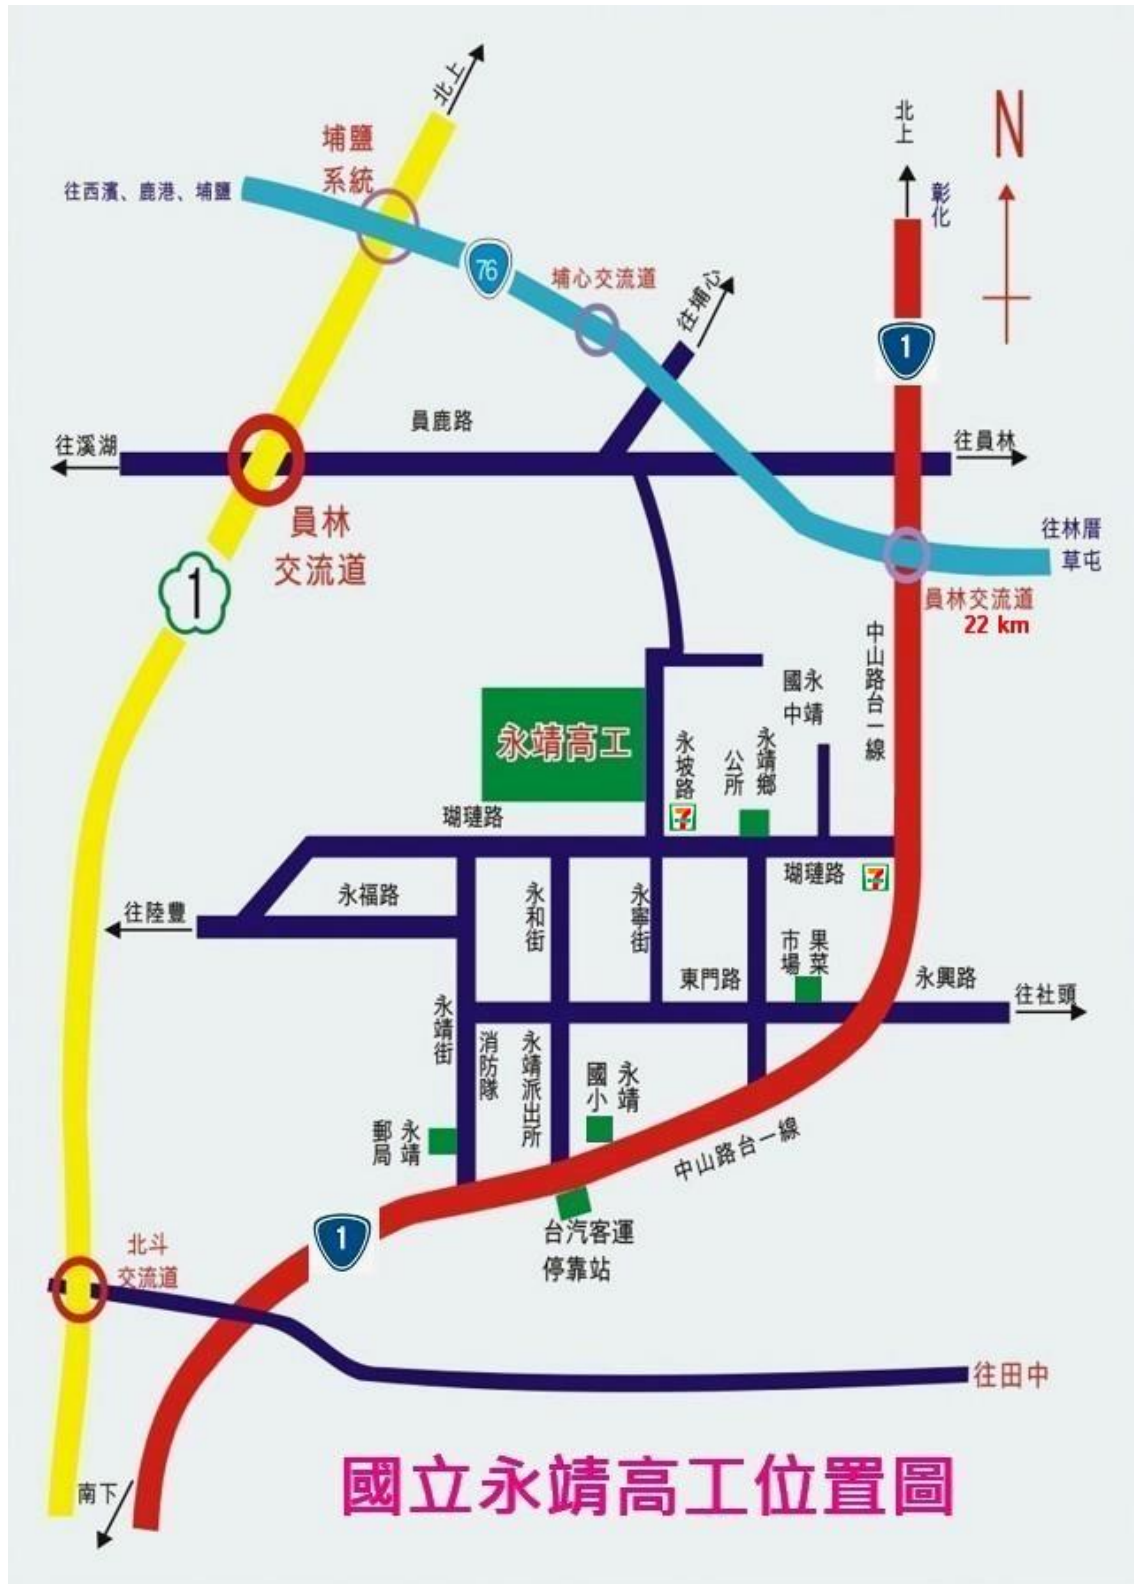 北上
埔鹽
系統
往西濱、鹿港、埔鹽
76
埔心交流道
往埔心
北上
彰化
N
1
員鹿路
往溪湖
往員林
員林
交流道
1
往林厝
草屯
員林交流道
22 km
中山路台一線
永靖
國中
永靖高工
永坡路
永靖鄉
公所
7
瑚璉路
瑚璉路
7
永福路
往陸豐
永和街
永寧街
東門路
果菜
市場
永興路
往社頭
永靖街
消防隊
永靖派出所
永靖
國小
永靖
郵局
中山路台一線
台汽客運
停靠站
1
北斗
交流道
往田中
南下
國立永靖高工位置圖